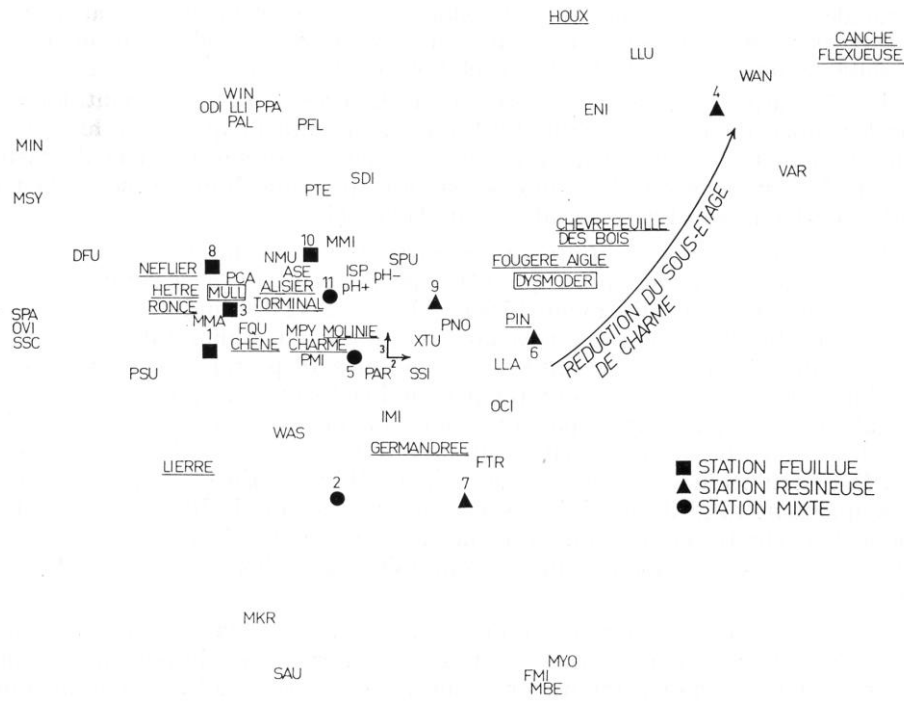 HOUX
LLU
CANCHE
FLEXUEUSE
WAN
4
WIN
ODI LLI PPA
PAL
PFL
ENI
MIN
VAR
SDI
PTE
MSY
CHEVREFEUILLE
DES BOIS
10
MMI
DFU
8
NMU
SPU
FOUGERE AIGLE
NEFLIER
PCA
ASE
ISP pH-
DYSMODER
HETRE
MULL
ALISIER
11
pH+
9
RONCE
3
TORMINAL
SPA
OVI
SSC
MMA
FQU
MPY MOLINIE
PNO
PIN
1
CHENE
CHARME
3
XTU
6
PMI
2
LLA
PSU
5
PAR
SSI
REDUCTION DU SOUS-ETAGE
DE CHARME
OCI
IMI
WAS
GERMANDREE
FTR
LIERRE
2
7
STATION FEUILLUE
STATION RESINEUSE
STATION MIXTE
MKR
SAU
MYO
FMI
MBE